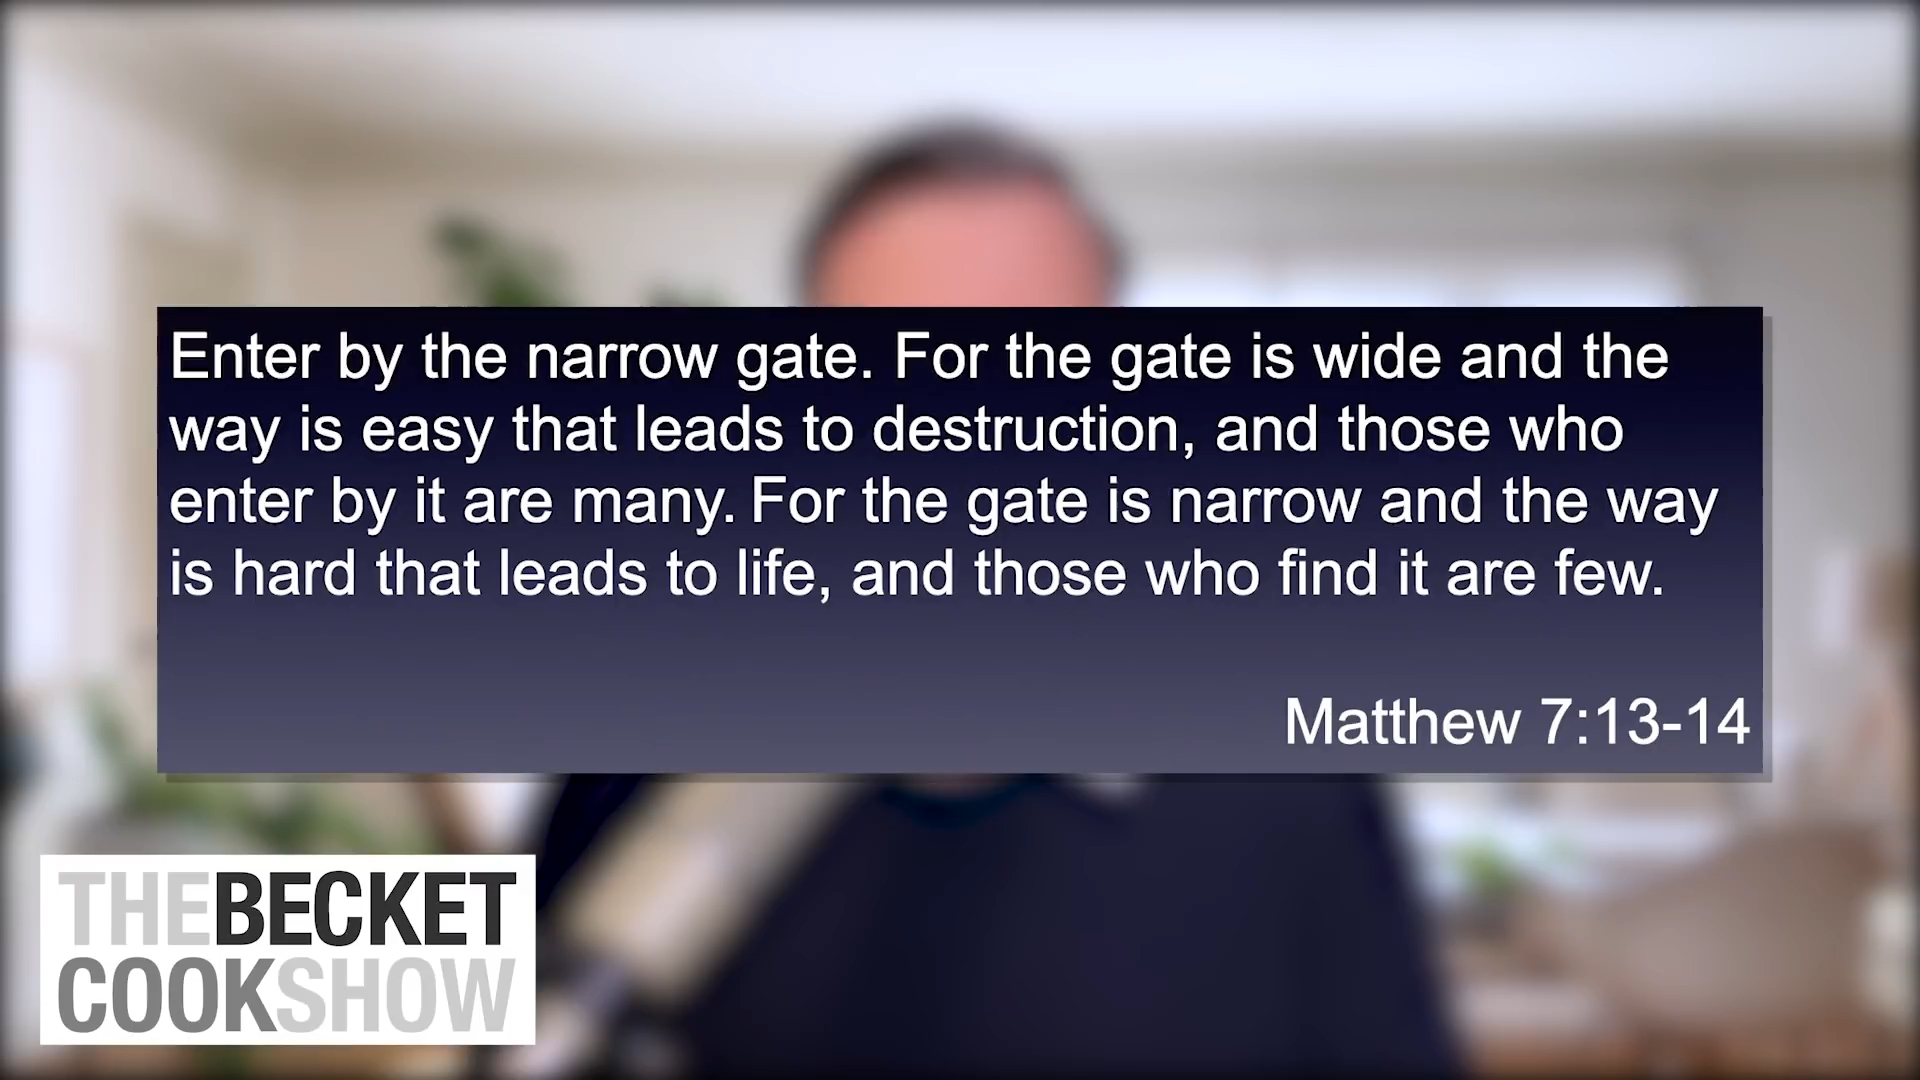 Enter by the narrow gate. For the gate is wide and the
way is easy that leads to destruction, and those who
enter by it are many. For the gate is narrow and the way
is hard that leads to life, and those who find it are few.
Matthew 7:13-14
THEBECKET
COOKSHOW